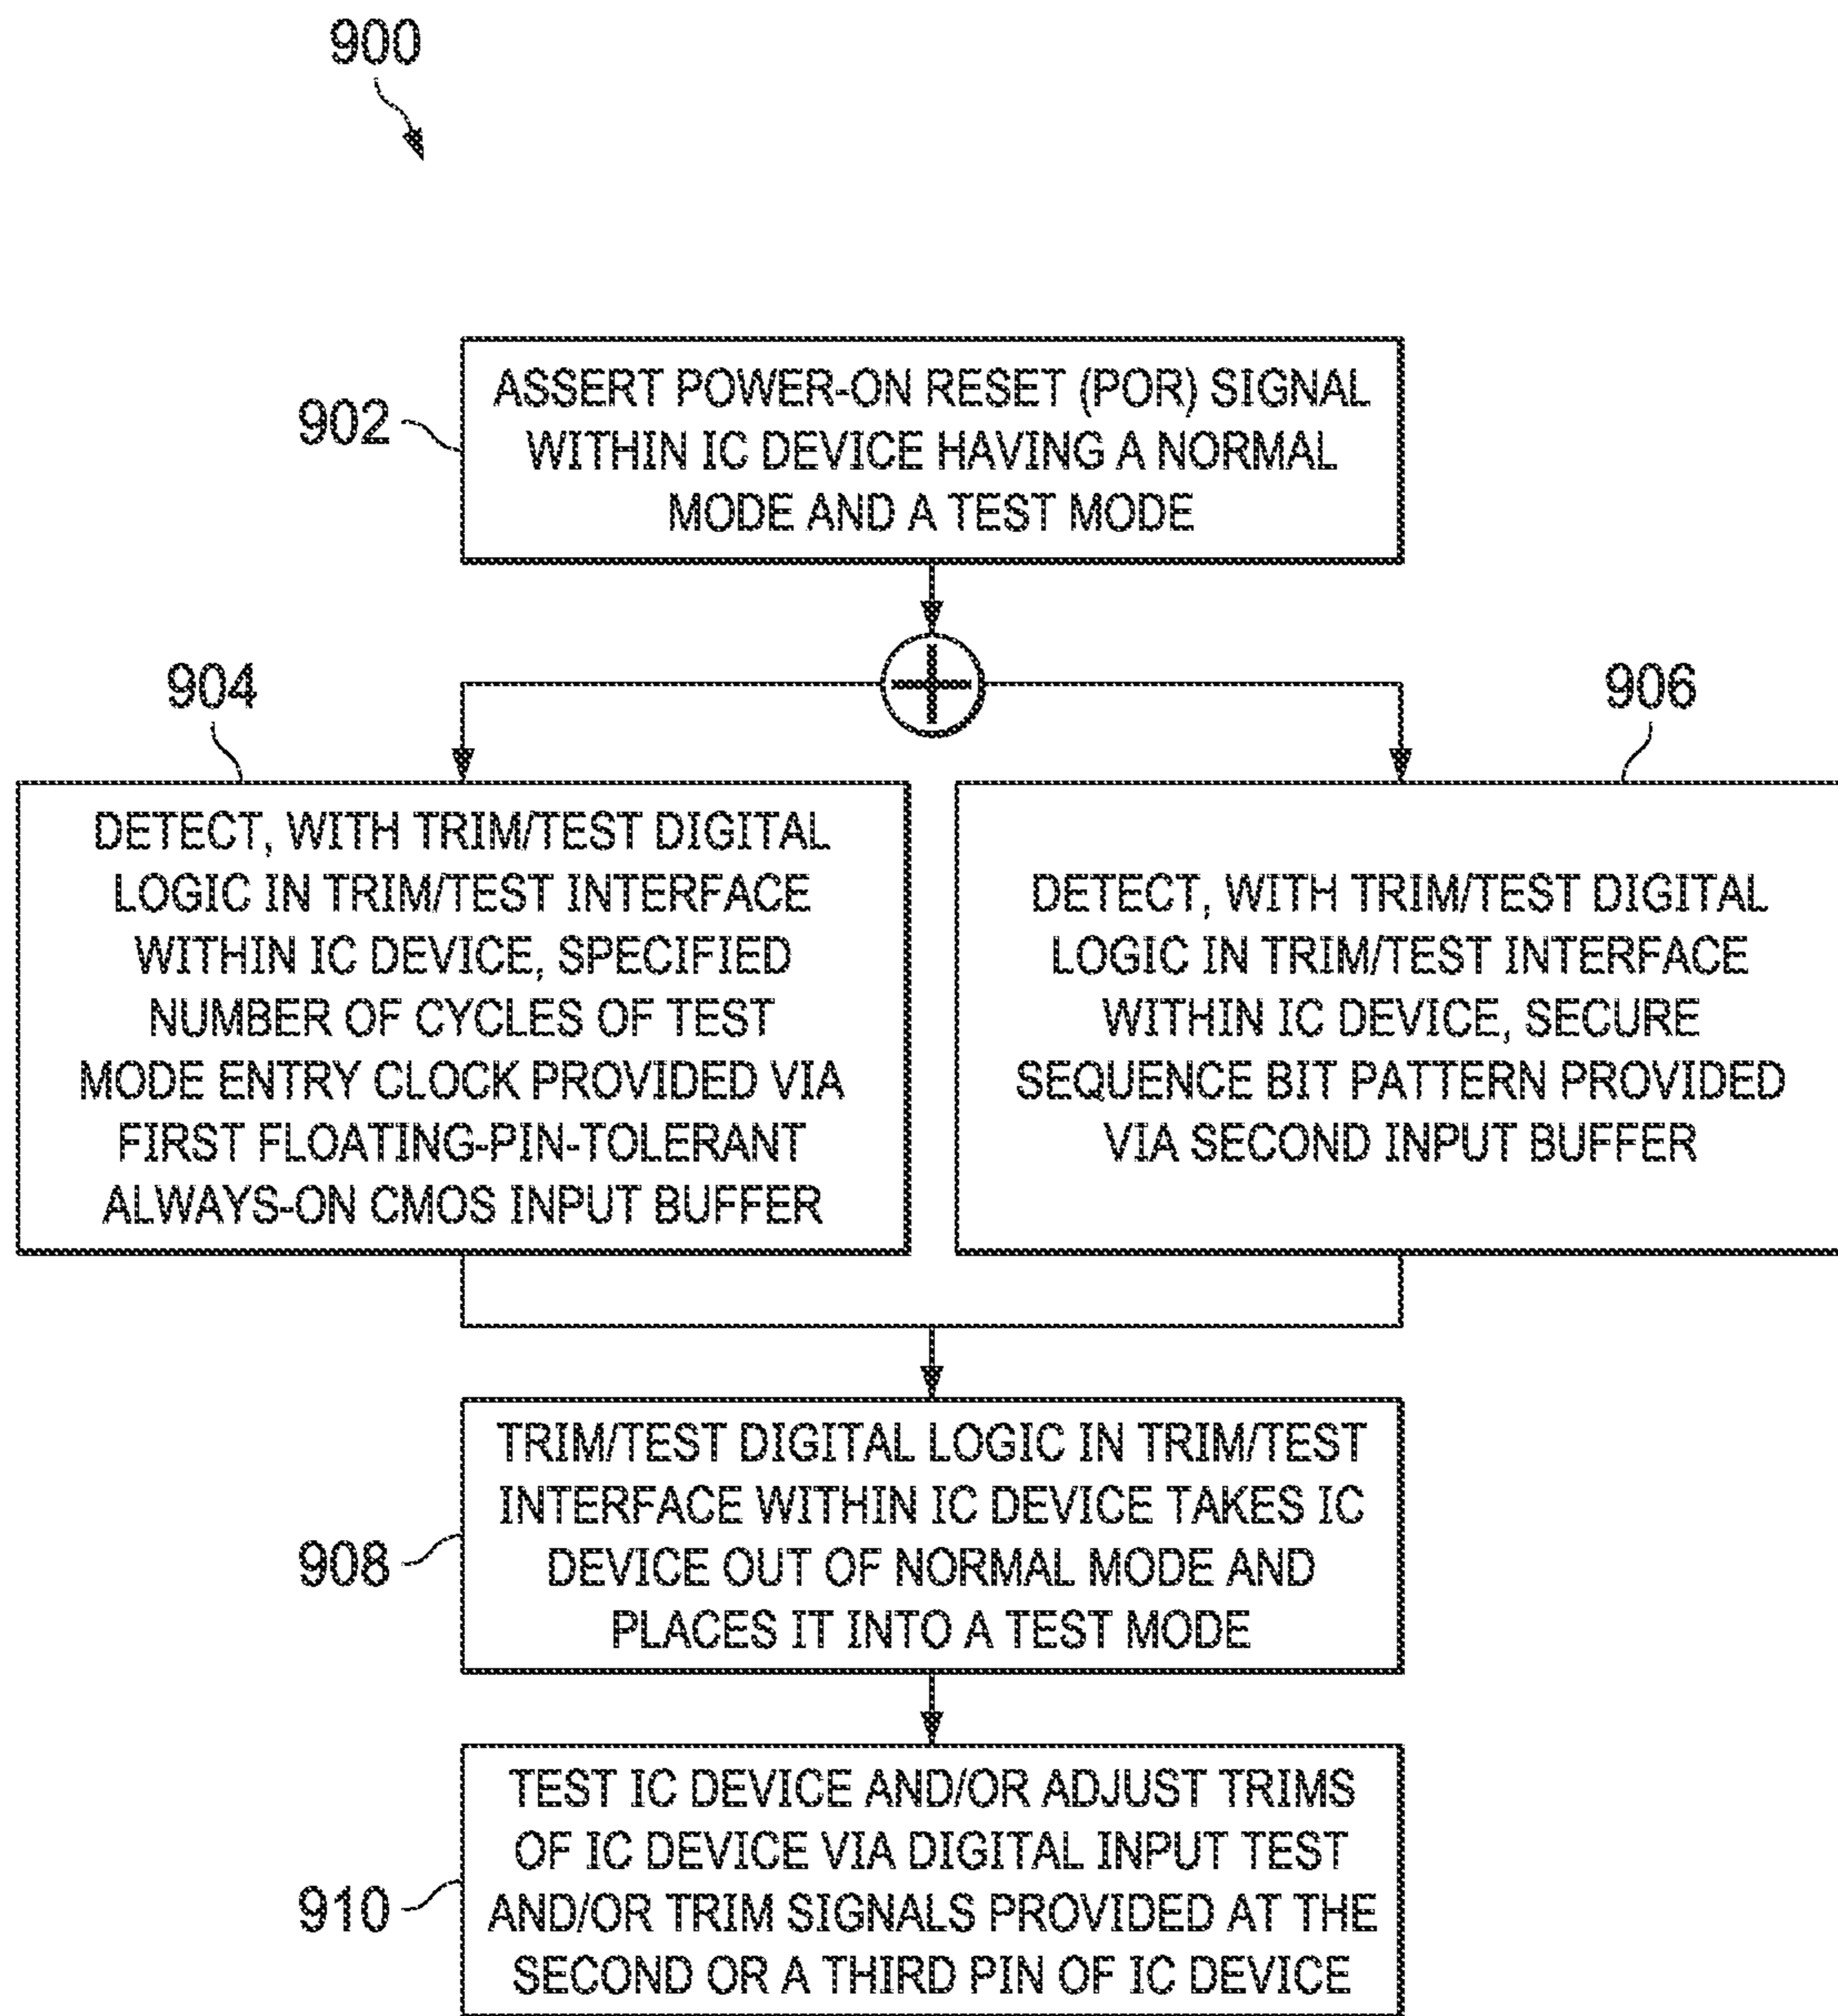 900
902
ASSERT POWER-ON RESET (POR) SIGNAL
WITHIN IC DEVICE HAVING A NORMAL
MODE AND A TEST MODE
904
906
DETECT, WITH TRIM/TEST DIGITAL
LOGIC IN TRIM/TEST INTERFACE
WITHIN IC DEVICE, SPECIFIED
NUMBER OF CYCLES OF TEST
MODE ENTRY CLOCK PROVIDED VIA
FIRST FLOATING-PIN-TOLERANT
ALWAYS-ON CMOS INPUT BUFFER
DETECT, WITH TRIM/TEST DIGITAL
LOGIC IN TRIM/TEST INTERFACE
WITHIN IC DEVICE, SECURE
SEQUENCE BIT PATTERN PROVIDED
VIA SECOND INPUT BUFFER
908
TRIM/TEST DIGITAL LOGIC IN TRIM/TEST
INTERFACE WITHIN IC DEVICE TAKES IC
DEVICE OUT OF NORMAL MODE AND
PLACES IT INTO A TEST MODE
910
TEST IC DEVICE AND/OR ADJUST TRIMS
OF IC DEVICE VIA DIGITAL INPUT TEST
AND/OR TRIM SIGNALS PROVIDED AT THE
SECOND OR A THIRD PIN OF IC DEVICE